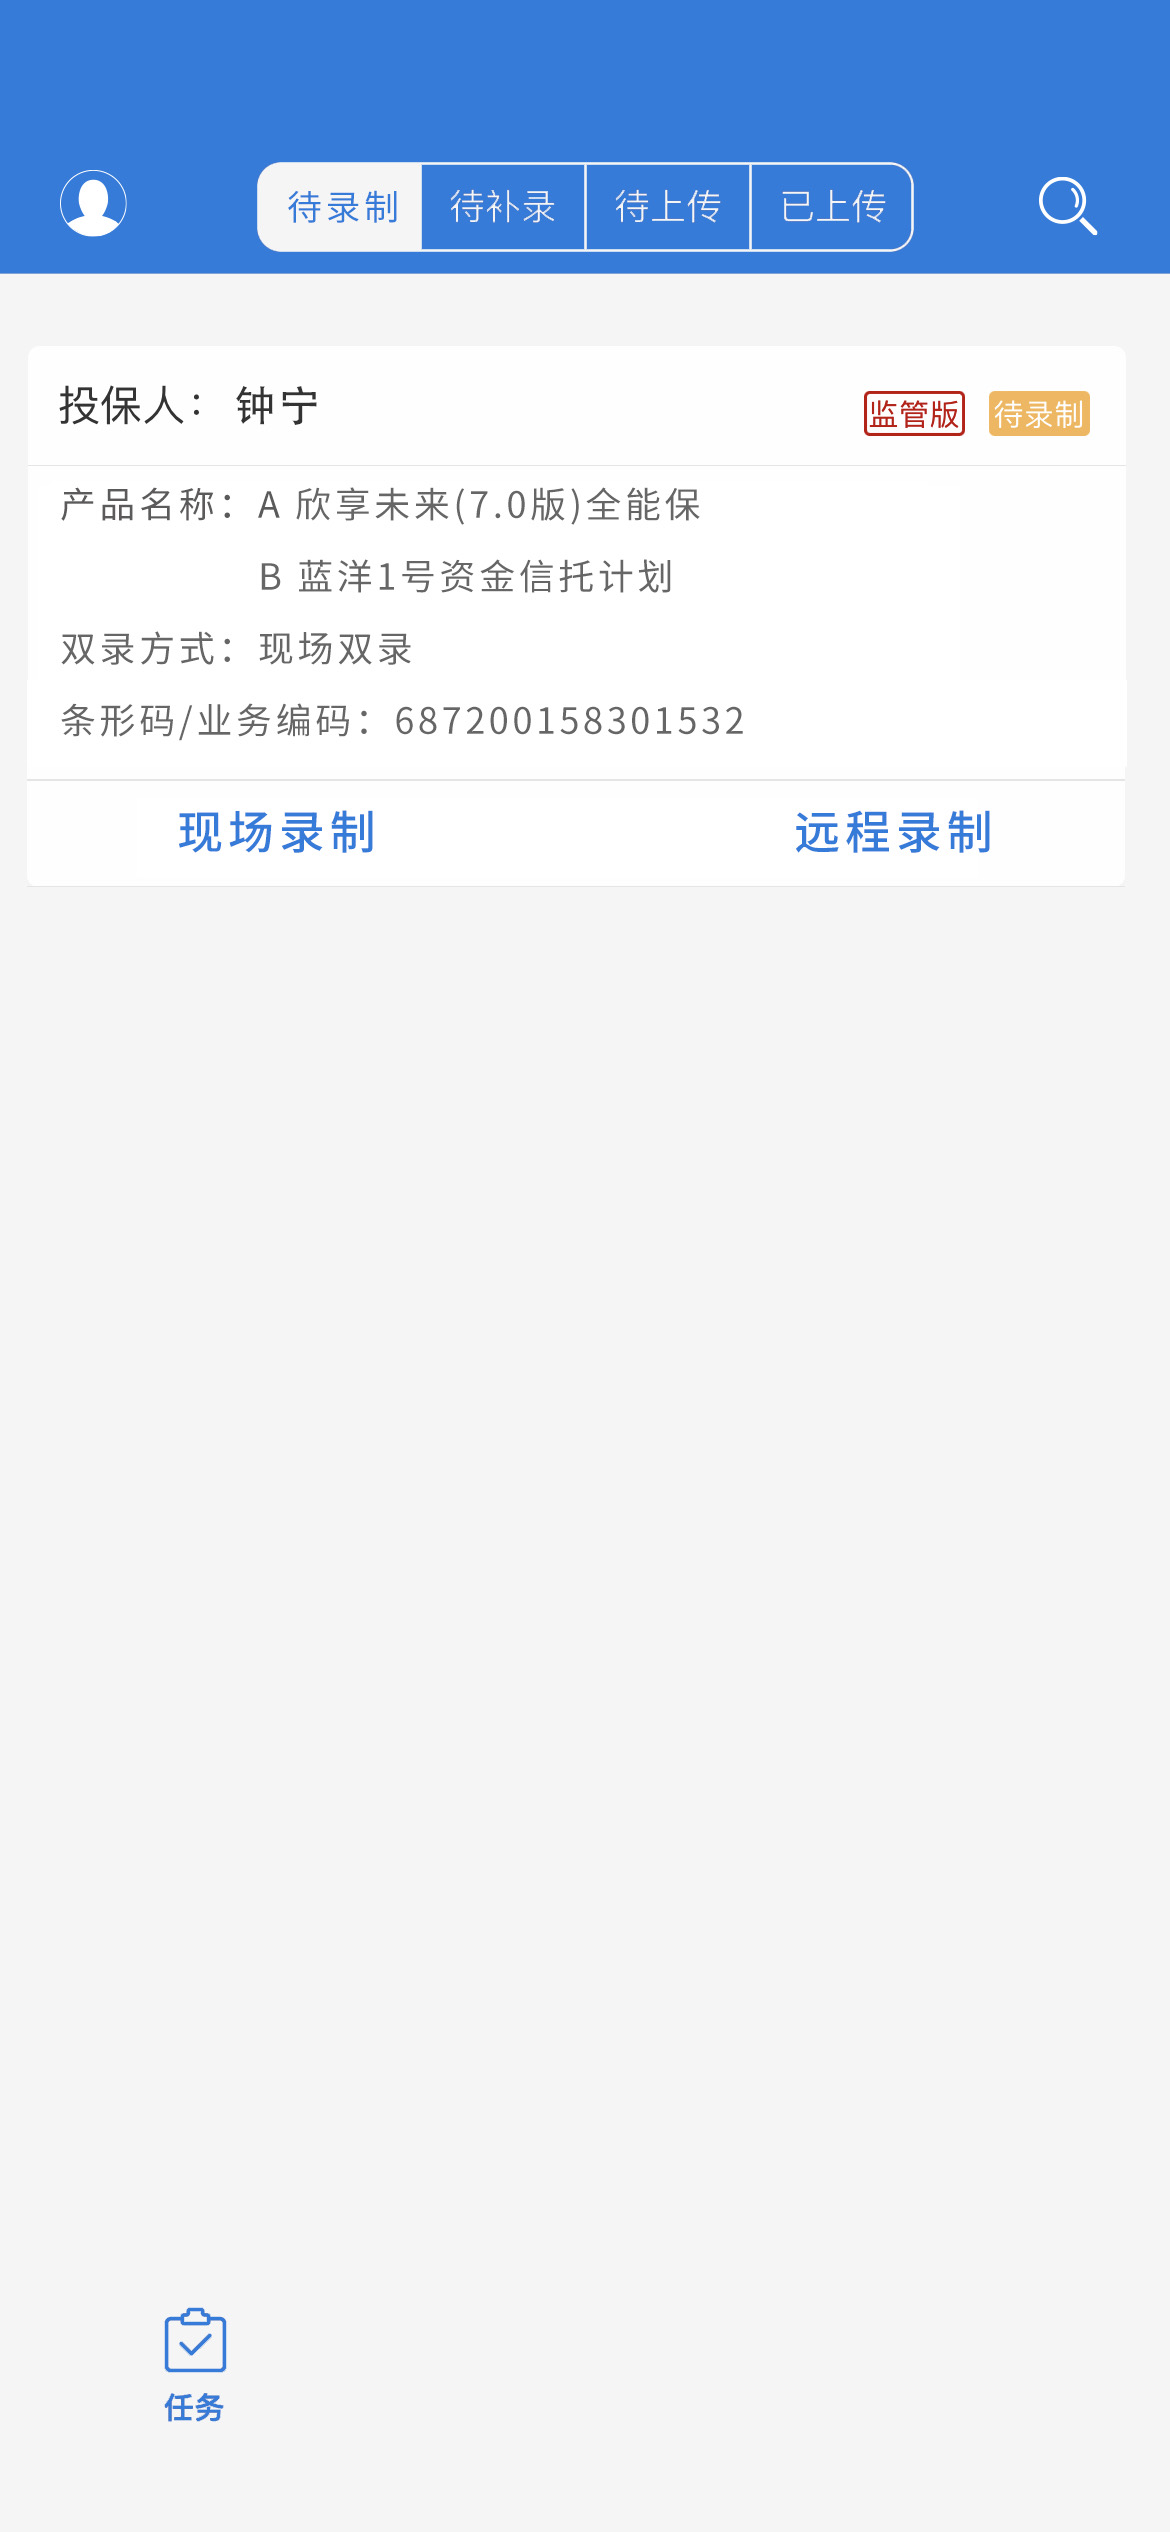 待录制 待补录 待上传 已上传
投保人： 钟宁 监管版 待录制
产品名称：A 欣享未来(7.0版)全能保
B 蓝洋1号资金信托计划
双录方式：现场双录
条形码/业务编码：687200158301532
现场录制 远程录制
任务